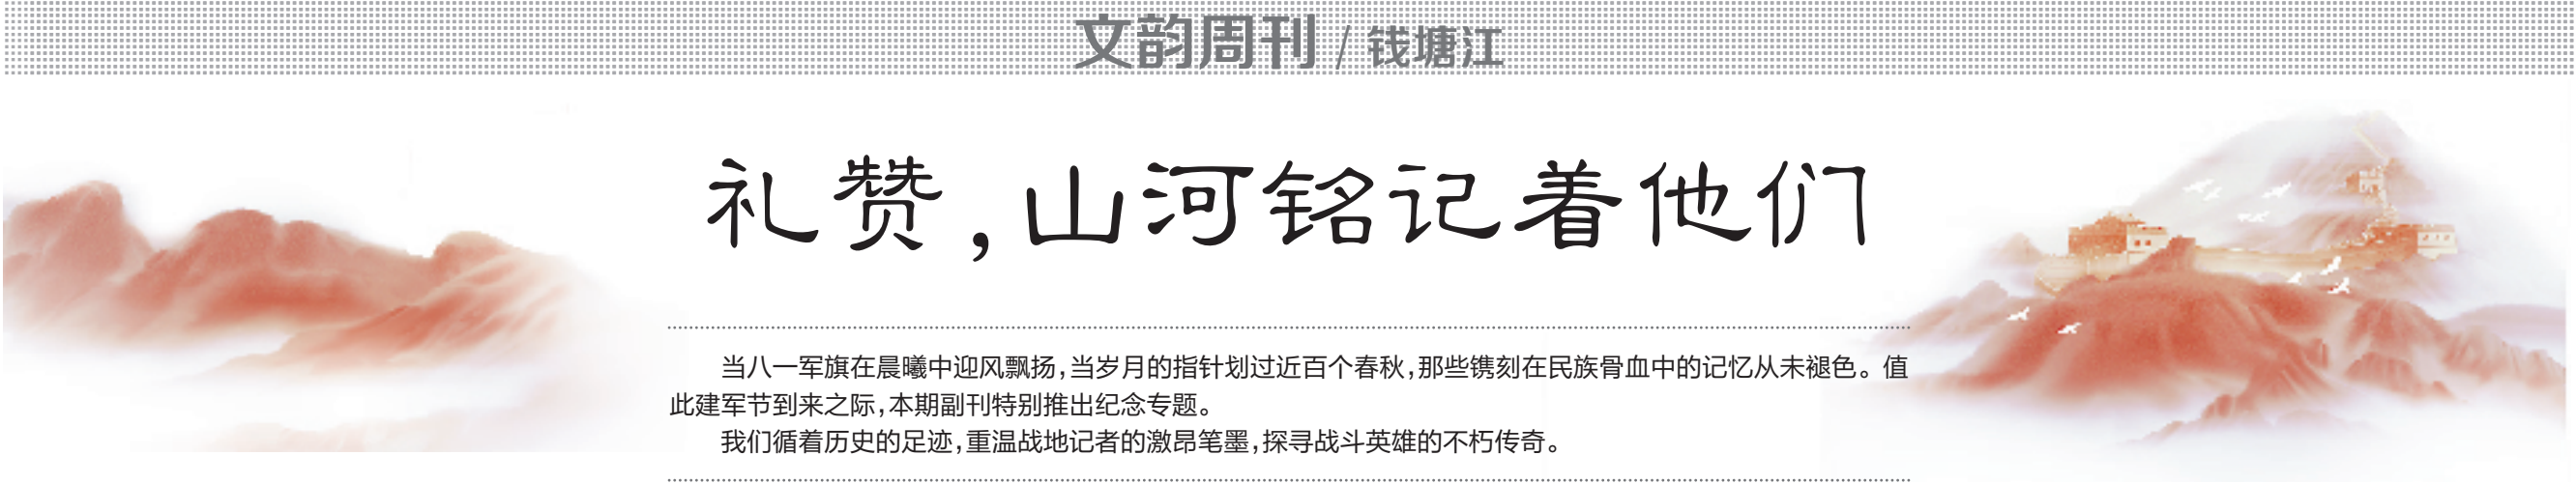 文韵周刊/钱塘江
礼赞,山河铭记着他们
当八一军旗在晨曦中迎风飘扬,当岁月的指针划过近百个春秋,那些镌刻在民族骨血中的记忆从未褪色。值
此建军节到来之际,本期副刊特别推出纪念专题。
我们循着历史的足迹,重温战地记者的激昂笔墨,探寻战斗英雄的不朽传奇。